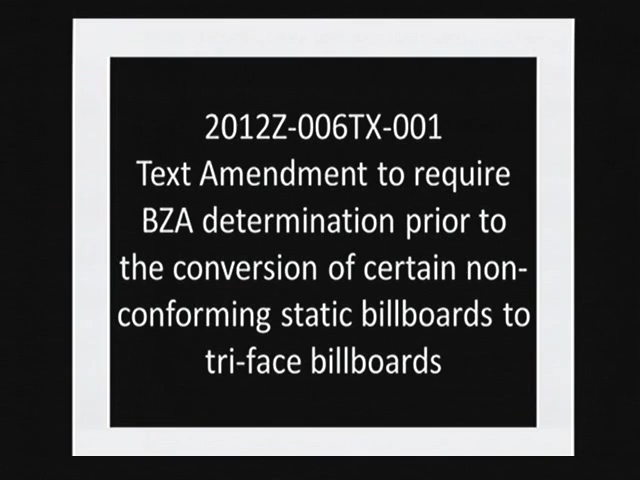 2012Z-006TX-001
Text Amendment to require
BZA determination prior to
the conversion of certain non-
conforming static billboards to
tri-face billboards